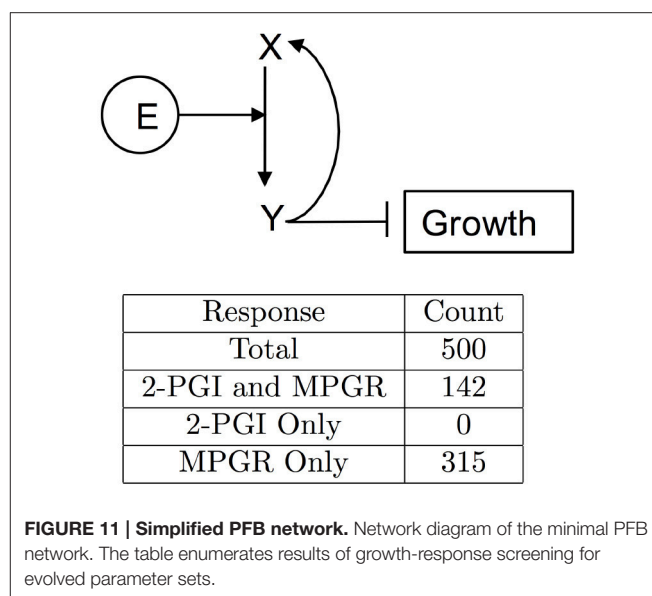 X
E
Y
Growth
Response Count
Total 500
2-PGI and MPGR 142
2-PGI Only 0
MPGR Only 315
FIGURE 11 | Simplified PFB network. Network diagram of the minimal PFB
network. The table enumerates results of growth-response screening for
evolved parameter sets.